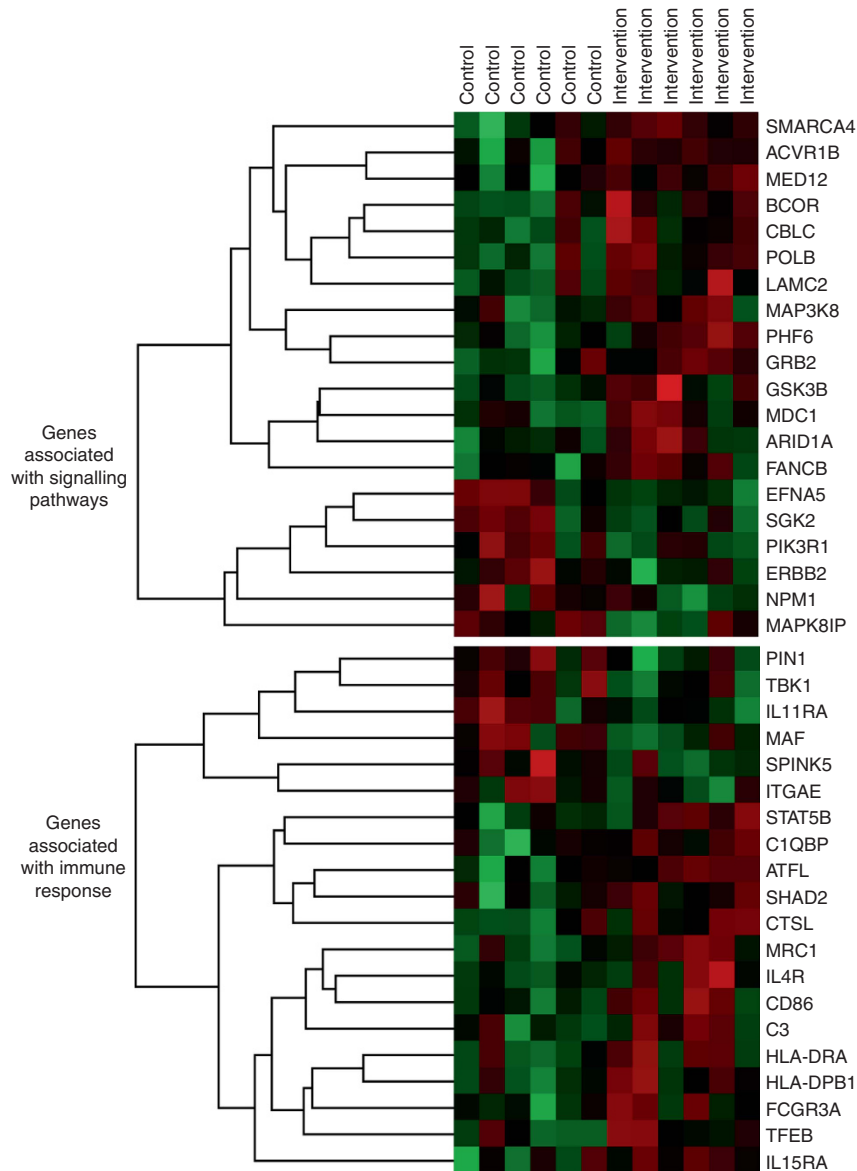 Control
Control
Control
Control
Control
Control
Intervention
Intervention
Intervention
Intervention
Intervention
Intervention
SMARCA4
ACVR1B
MED12
BCOR
CBLC
POLB
LAMC2
MAP3K8
PHF6
GRB2
GSK3B
MDC1
ARID1A
FANCB
EFNA5
SGK2
PIK3R1
ERBB2
NPM1
MAPK8IP
Genes
associated
with signalling
pathways
PIN1
TBK1
IL11RA
MAF
SPINK5
ITGAE
STAT5B
C1QBP
ATFL
SHAD2
CTSL
MRC1
IL4R
CD86
C3
HLA-DRA
HLA-DPB1
FCGR3A
TFEB
IL15RA
Genes
associated
with immune
response